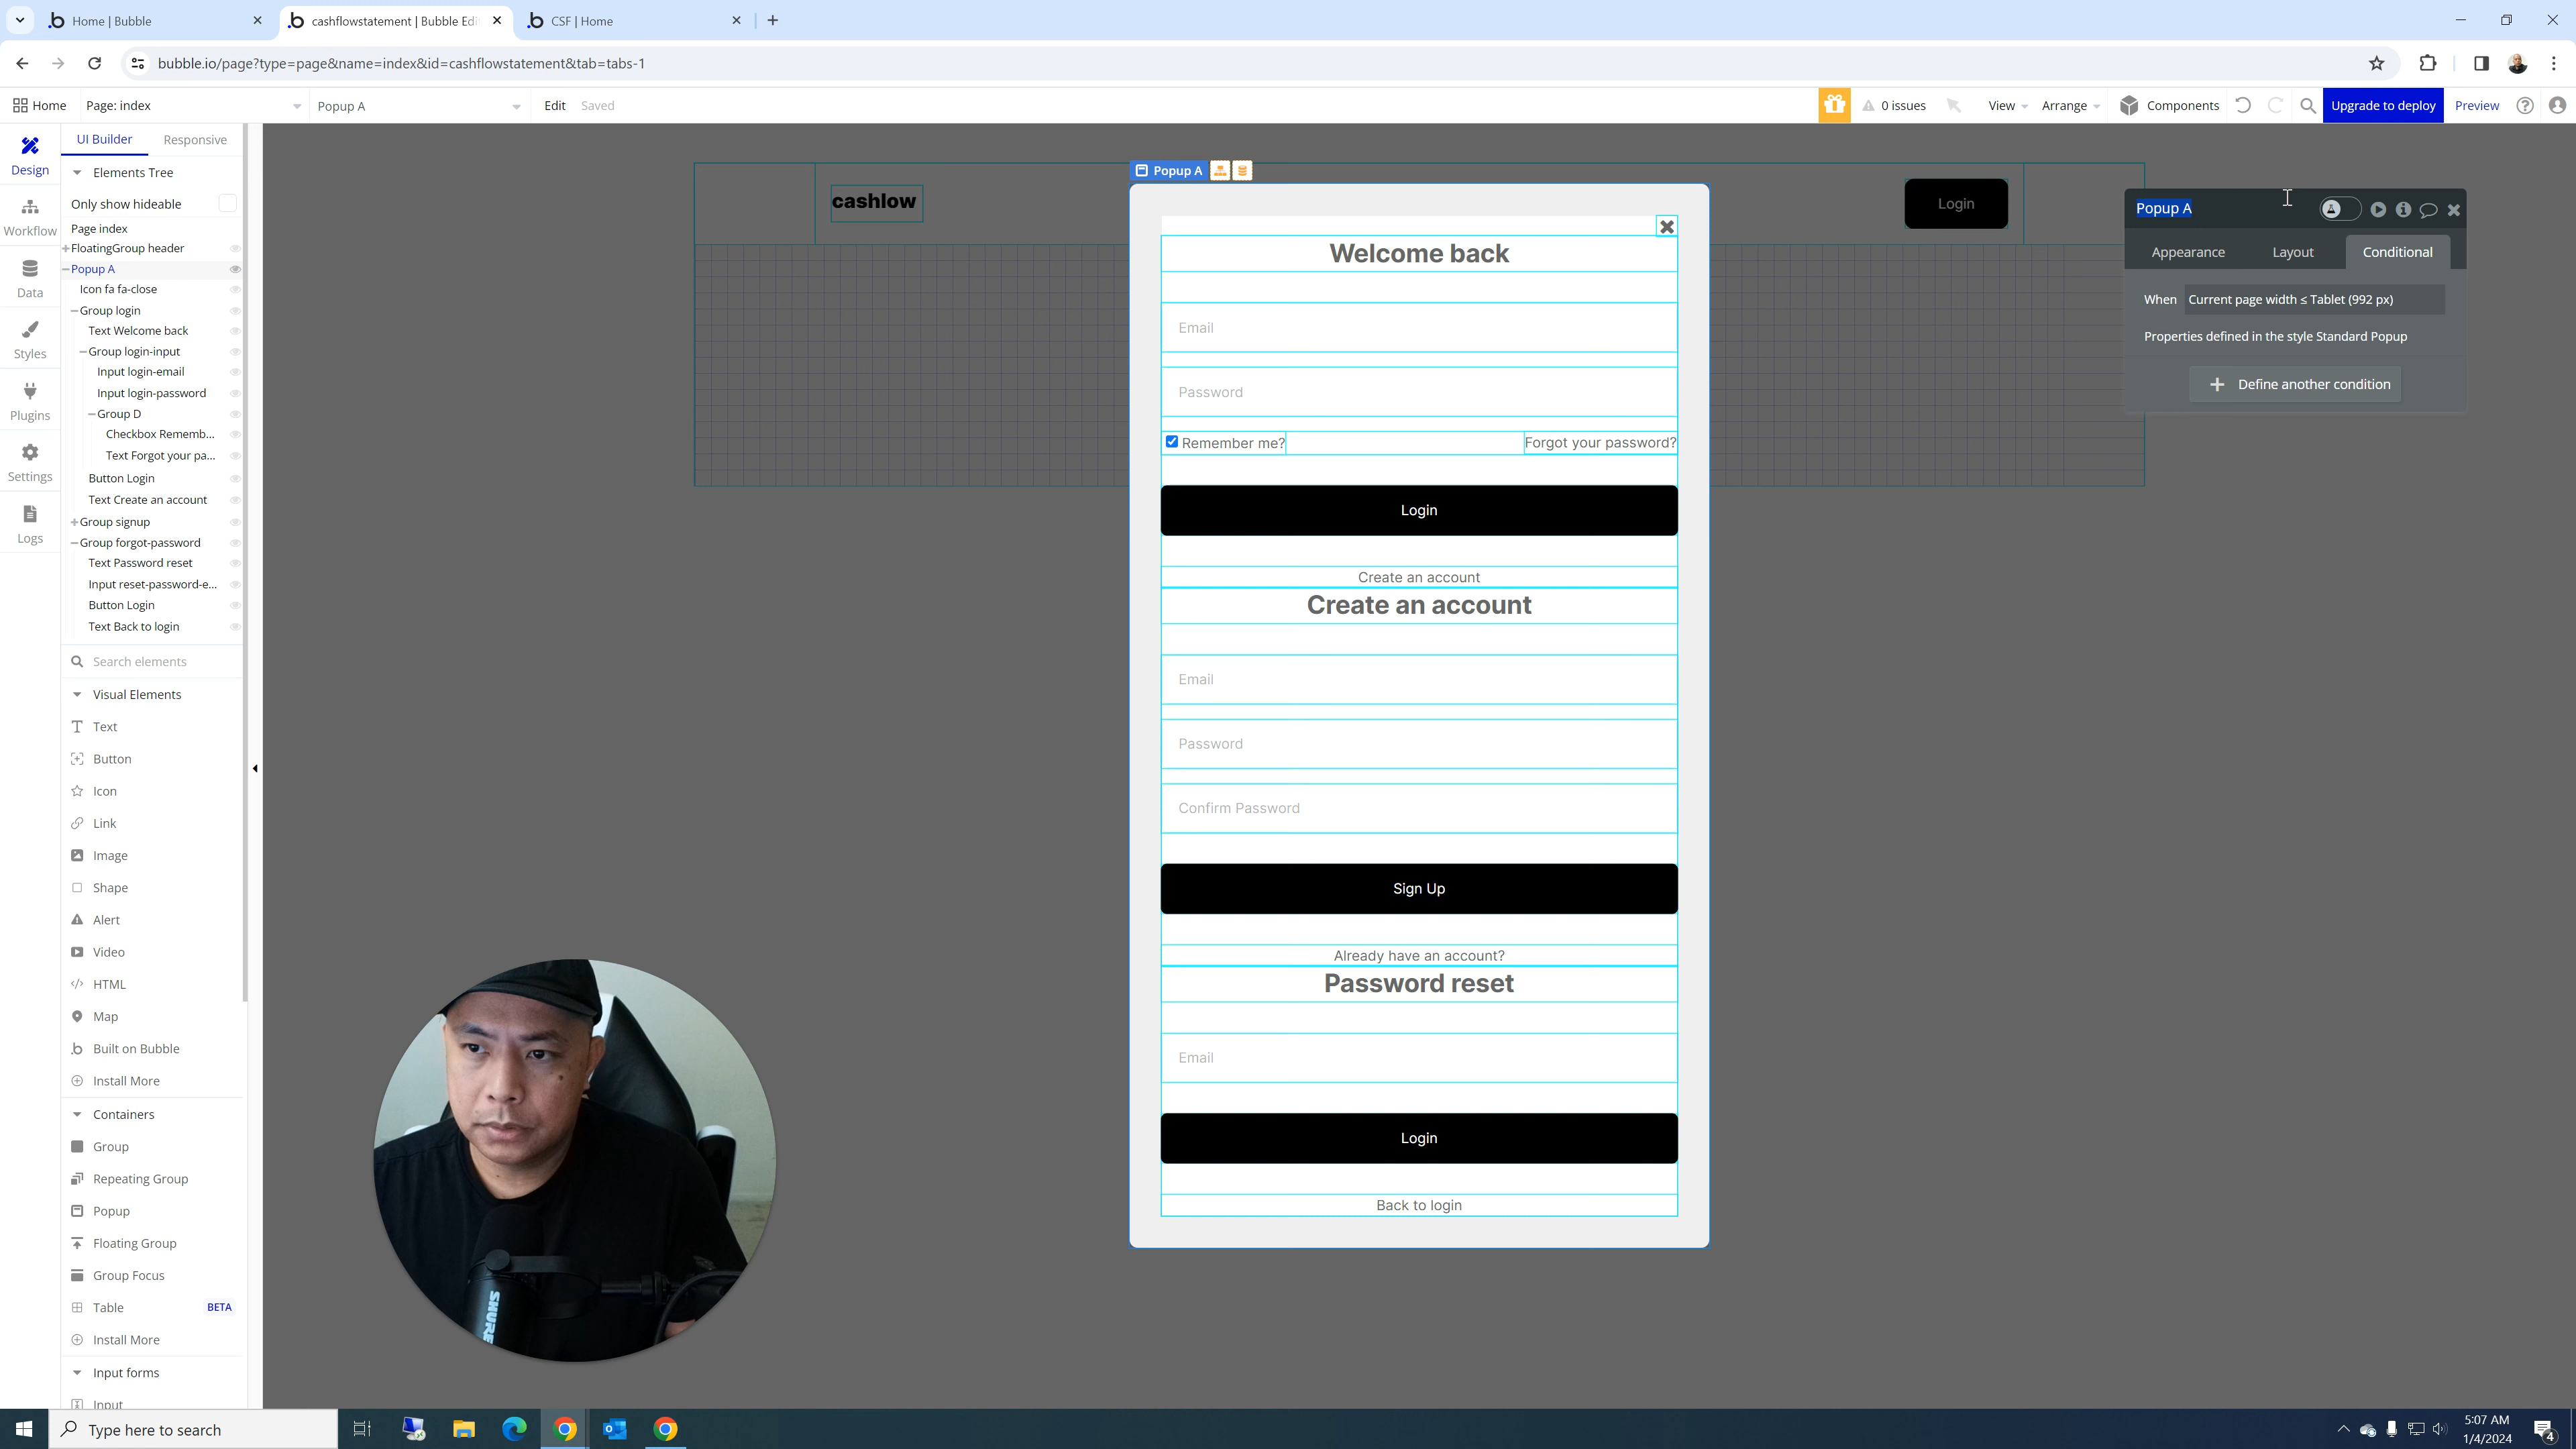 Home | Bubble
cashflowstatement | Bubble Edi
CSF | Home
bubble.io/page?type=page&name=index&id=cashflowstatement&tab=tabs-1
Home
Page: index
Popup A
Edit
Saved
0 issues
View
Arrange
Components
Upgrade to deploy
Preview
Design
Workflow
Data
Styles
Plugins
Settings
Logs
UI Builder
Responsive
Elements Tree
Only show hideable
Page index
FloatingGroup header
Popup A
Icon fa fa-close
Group login
Text Welcome back
Group login-input
Input login-email
Input login-password
Group D
Checkbox Rememb...
Text Forgot your pa...
Button Login
Text Create an account
Group signup
Group forgot-password
Text Password reset
Input reset-password-e...
Button Login
Text Back to login
Search elements
Visual Elements
Text
Button
Icon
Link
Image
Shape
Alert
Video
HTML
Map
Built on Bubble
Install More
Containers
Group
Repeating Group
Popup
Floating Group
Group Focus
Table BETA
Install More
Input forms
Input
cashlow
Login
Popup A
Welcome back
Email
Password
Remember me?
Forgot your password?
Login
Create an account
Create an account
Email
Password
Confirm Password
Sign Up
Already have an account?
Password reset
Email
Login
Back to login
Popup A
Appearance
Layout
Conditional
When Current page width ≤ Tablet (992 px)
Properties defined in the style Standard Popup
Define another condition
SHURE
Type here to search
5:07 AM
1/4/2024
4